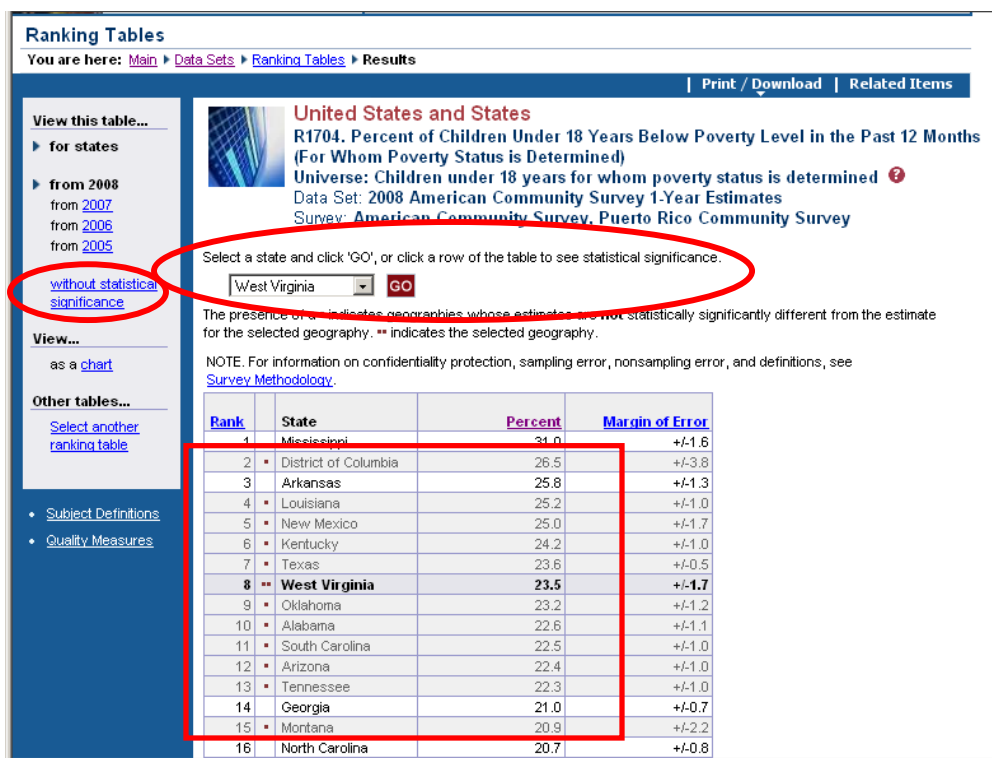 Ranking Tables
You are here: Main ▶ Data Sets ▶ Ranking Tables ▶ Results
| Print / Download | Related Items
View this table...
▶ for states
▶ from 2008
from 2007
from 2006
from 2005
without statistical
significance
View...
as a chart
Other tables...
Select another
ranking table
• Subject Definitions
• Quality Measures
United States and States
R1704. Percent of Children Under 18 Years Below Poverty Level in the Past 12 Months
(For Whom Poverty Status is Determined)
Universe: Children under 18 years for whom poverty status is determined ?
Data Set: 2008 American Community Survey 1-Year Estimates
Survey: American Community Survey, Puerto Rico Community Survey
Select a state and click 'GO', or click a row of the table to see statistical significance.
West Virginia GO
The presence of a ▪ indicates geographies whose estimates are not statistically significantly different from the estimate
for the selected geography. ▪▪ indicates the selected geography.
NOTE. For information on confidentiality protection, sampling error, nonsampling error, and definitions, see
Survey Methodology.
Rank State Percent Margin of Error
1 Mississippi 31.0 +/-1.6
2 ▪ District of Columbia 26.5 +/-3.8
3 Arkansas 25.8 +/-1.3
4 ▪ Louisiana 25.2 +/-1.0
5 ▪ New Mexico 25.0 +/-1.7
6 ▪ Kentucky 24.2 +/-1.0
7 ▪ Texas 23.6 +/-0.5
8 ▪▪ West Virginia 23.5 +/-1.7
9 ▪ Oklahoma 23.2 +/-1.2
10 ▪ Alabama 22.6 +/-1.1
11 ▪ South Carolina 22.5 +/-1.0
12 ▪ Arizona 22.4 +/-1.0
13 ▪ Tennessee 22.3 +/-1.0
14 Georgia 21.0 +/-0.7
15 ▪ Montana 20.9 +/-2.2
16 North Carolina 20.7 +/-0.8